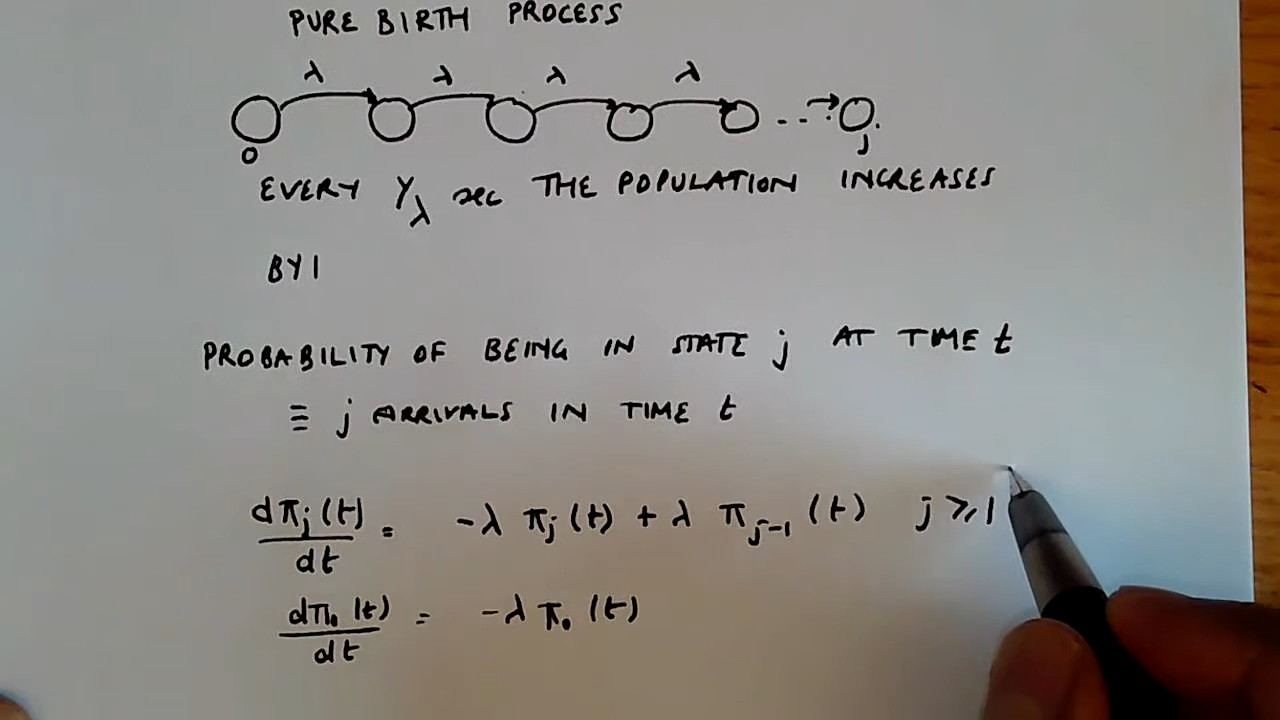 PURE BIRTH PROCESS
λ λ λ λ
0 j
EVERY 1/λ sec THE POPULATION INCREASES
BY 1
PROBABILITY OF BEING IN STATE j AT TIME t
≡ j ARRIVALS IN TIME t
dπⱼ(t)/dt = -λ πⱼ(t) + λ πⱼ₋₁(t) j ≥ 1
dπ₀(t)/dt = -λ π₀(t)